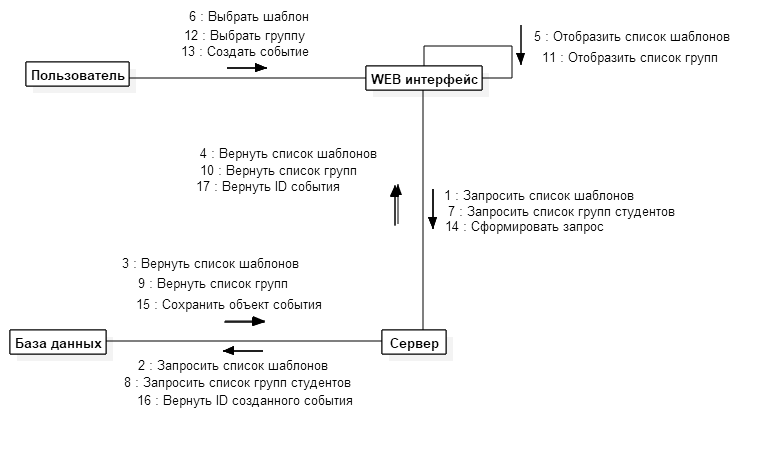 6 : Выбрать шаблон
12 : Выбрать группу
13 : Создать событие
5 : Отобразить список шаблонов
11 : Отобразить список групп
Пользователь
WEB интерфейс
4 : Вернуть список шаблонов
10 : Вернуть список групп
17 : Вернуть ID события
1 : Запросить список шаблонов
7 : Запросить список групп студентов
14 : Сформировать запрос
3 : Вернуть список шаблонов
9 : Вернуть список групп
15 : Сохранить объект события
База данных
Сервер
2 : Запросить список шаблонов
8 : Запросить список групп студентов
16 : Вернуть ID созданного события